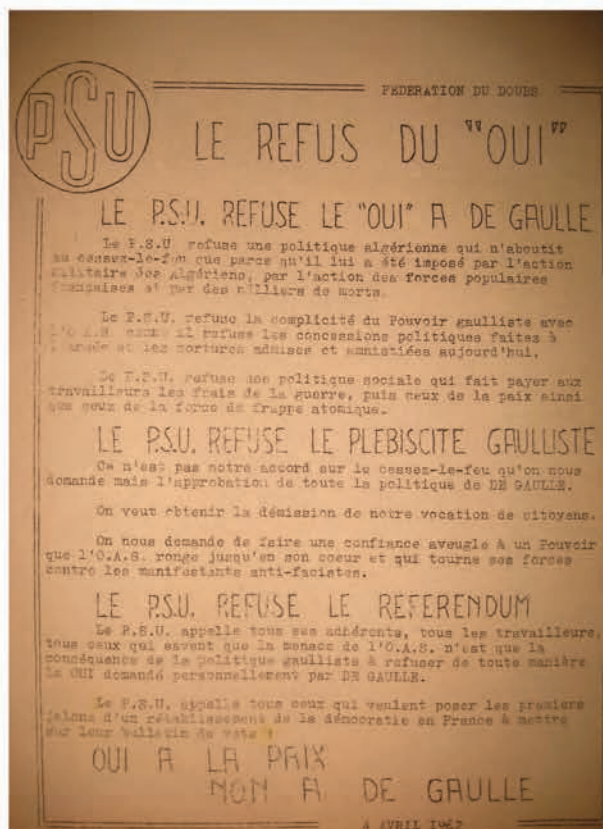 PSU
FEDERATION DU DOUBS
LE REFUS DU "OUI"
LE P.S.U. REFUSE LE "OUI" A DE GAULLE
Le P.S.U refuse une politique algérienne qui n'aboutit
au cessez-le-feu que parce qu'il lui a été imposé par l'action
militaire des Algériens, par l'action des forces populaires
françaises et par des milliers de morts.
Le P.S.U. refuse la complicité du Pouvoir gaulliste avec
l'O.A.S. comme il refuse les concessions politiques faites à
l'armée et les tortures admises et amnistiées aujourd'hui.
Le P.S.U. refuse une politique sociale qui fait payer aux
travailleurs les frais de la guerre, puis ceux de la paix ainsi
que ceux de la force de frappe atomique.
LE P.S.U. REFUSE LE PLEBISCITE GAULLISTE
Ce n'est pas notre accord sur le cessez-le-feu qu'on nous
demande mais l'approbation de toute la politique de DE GAULLE.
On veut obtenir la démission de notre vocation de citoyens.
On nous demande de faire une confiance aveugle à un Pouvoir
que l'O.A.S. ronge jusqu'en son coeur et qui tourne ses forces
contre les manifestants anti-facistes.
LE P.S.U. REFUSE LE REFERENDUM
Le P.S.U. appelle tous ses adhérents, tous les travailleurs,
tous ceux qui savent que la menace de l'O.A.S. n'est que la
conséquence de la politique gaulliste à refuser de toute manière
le OUI demandé personnellement par DE GAULLE.
Le P.S.U. appelle tous ceux qui veulent poser les premiers
jalons d'un rétablissement de la démocratie en France à mettre
sur leur bulletin de vote :
OUI A LA PAIX
NON A DE GAULLE
4 AVRIL 1962